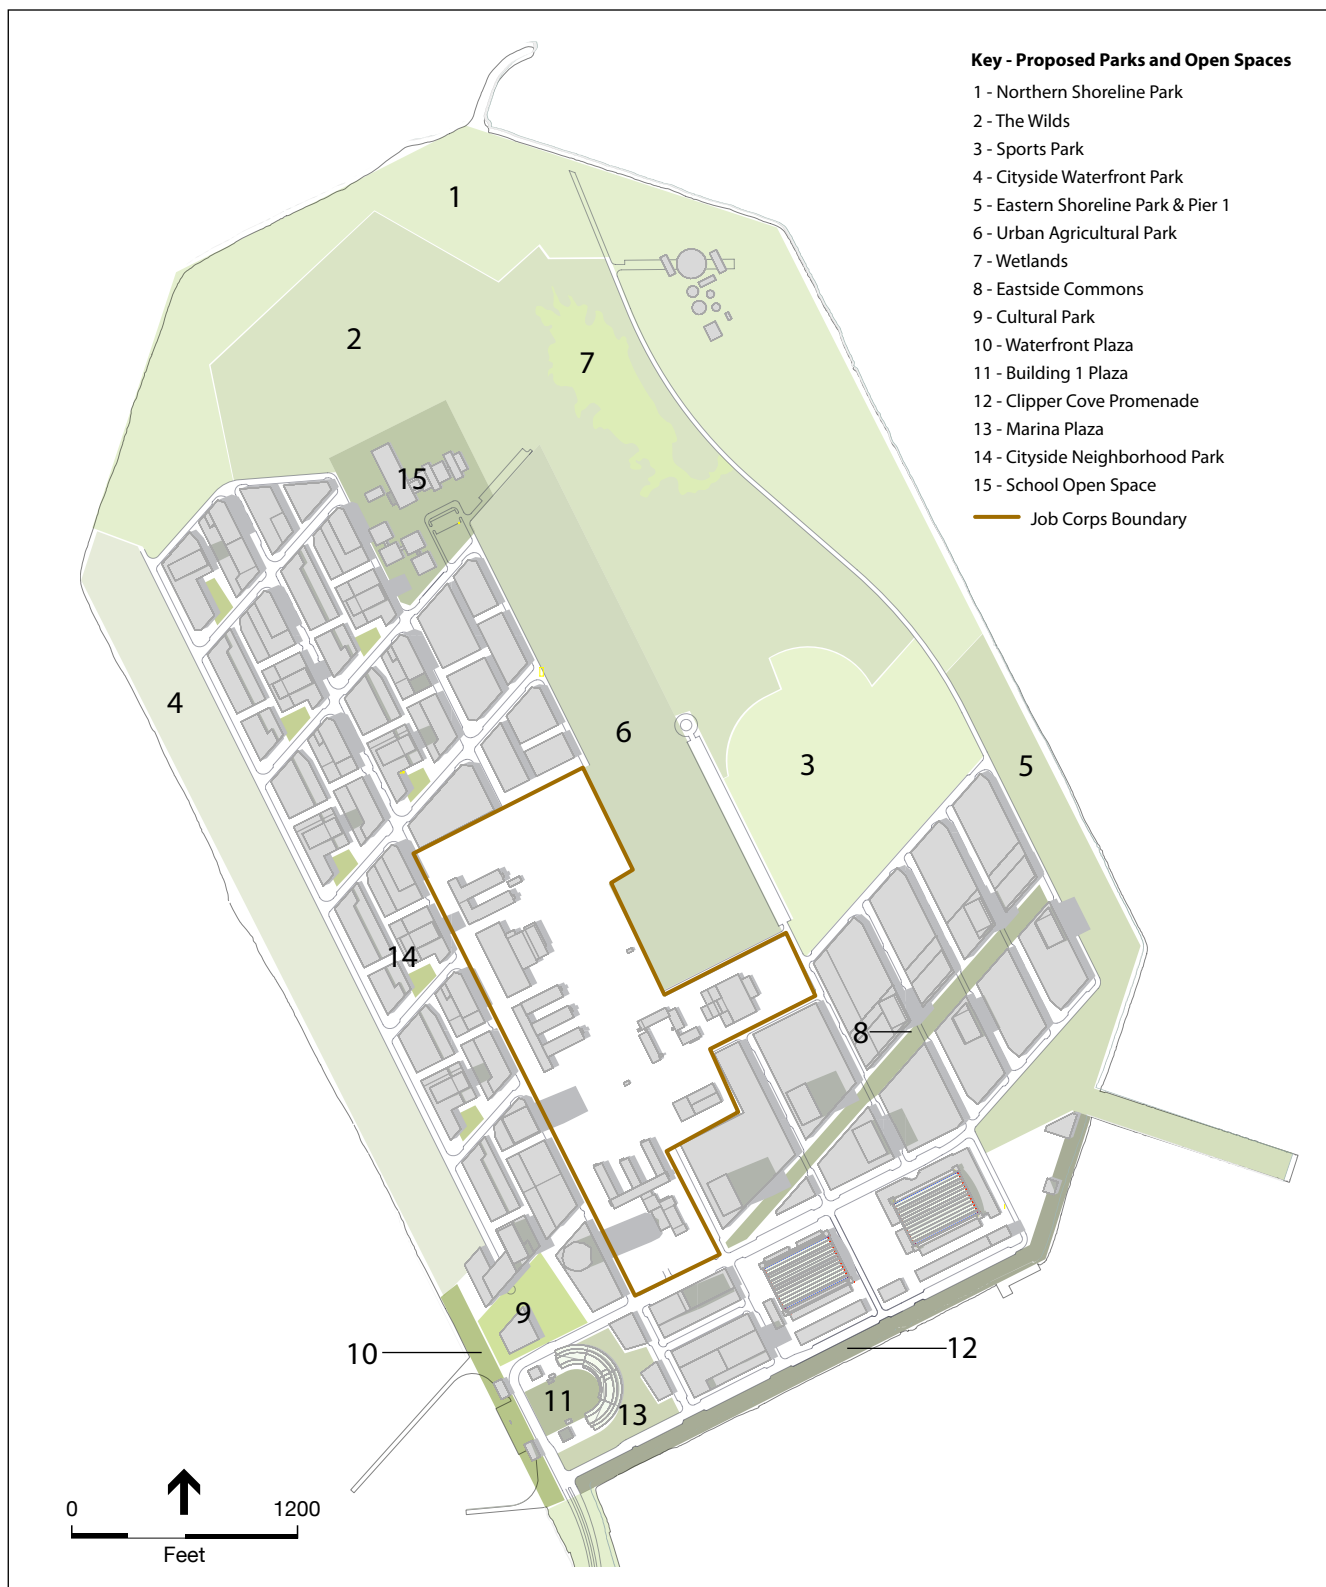 Key - Proposed Parks and Open Spaces
1 - Northern Shoreline Park
2 - The Wilds
3 - Sports Park
4 - Cityside Waterfront Park
5 - Eastern Shoreline Park & Pier 1
6 - Urban Agricultural Park
7 - Wetlands
8 - Eastside Commons
9 - Cultural Park
10 - Waterfront Plaza
11 - Building 1 Plaza
12 - Clipper Cove Promenade
13 - Marina Plaza
14 - Cityside Neighborhood Park
15 - School Open Space
Job Corps Boundary
1
2
7
15
4
6
3
5
14
8
9
10
12
11
13
0 1200
Feet